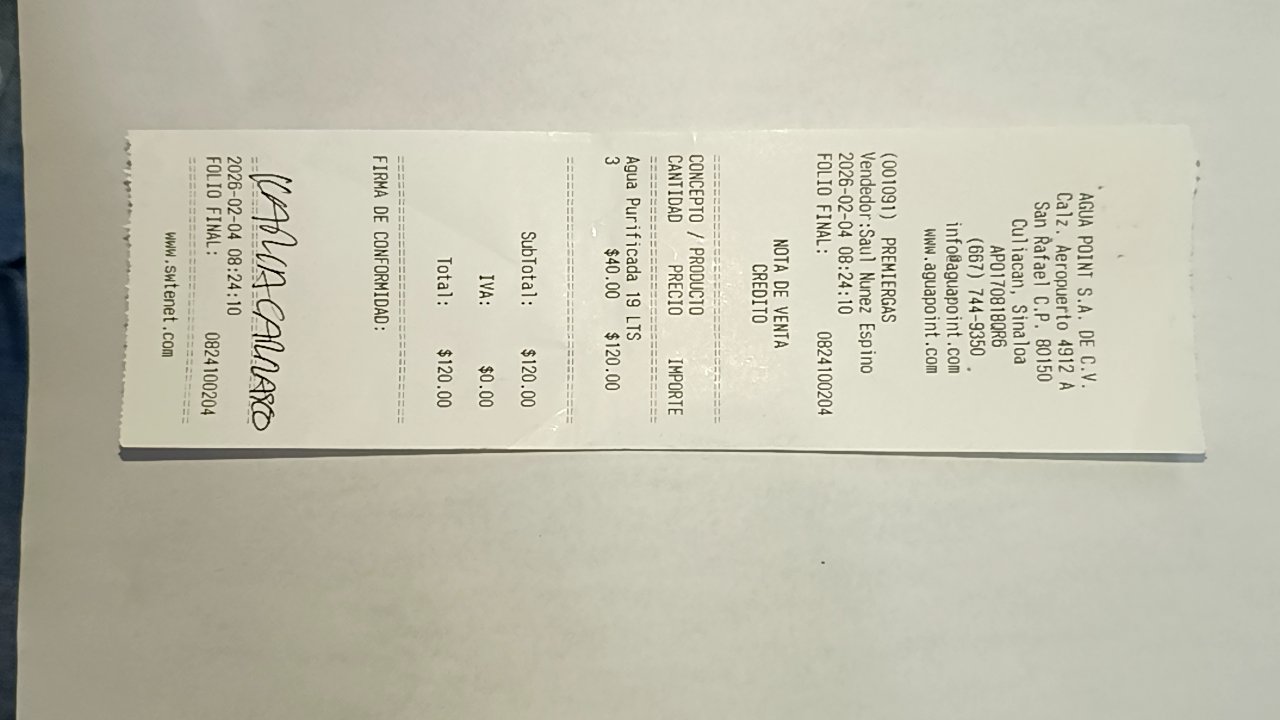 AGUA POINT S.A. DE C.V.
Calz. Aeropuerto 4912 A
San Rafael C.P. 80150
Culiacan, Sinaloa
APO170818QR6
(667) 744-9350
info@aguapoint.com
www.aguapoint.com
(001091) PREMIERGAS
Vendedor:Saul Nunez Espino
2026-02-04 08:24:10
FOLIO FINAL: 0824100204
NOTA DE VENTA
CREDITO
CONCEPTO / PRODUCTO
CANTIDAD PRECIO IMPORTE
Agua Purificada 19 LTS
3 $40.00 $120.00
SubTotal: $120.00
IVA: $0.00
Total: $120.00
FIRMA DE CONFORMIDAD:
2026-02-04 08:24:10
FOLIO FINAL: 0824100204
www.swtenet.com